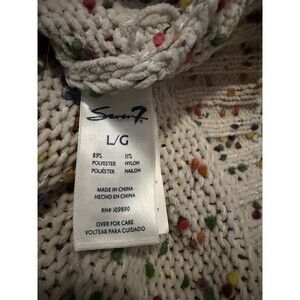 Seven7
L/G
89% 11%
POLYESTER NYLON
POLIÉSTER NAILON
MADE IN CHINA
HECHO EN CHINA
RN# 109890
OVER FOR CARE
VOLTEAR PARA CUIDADO